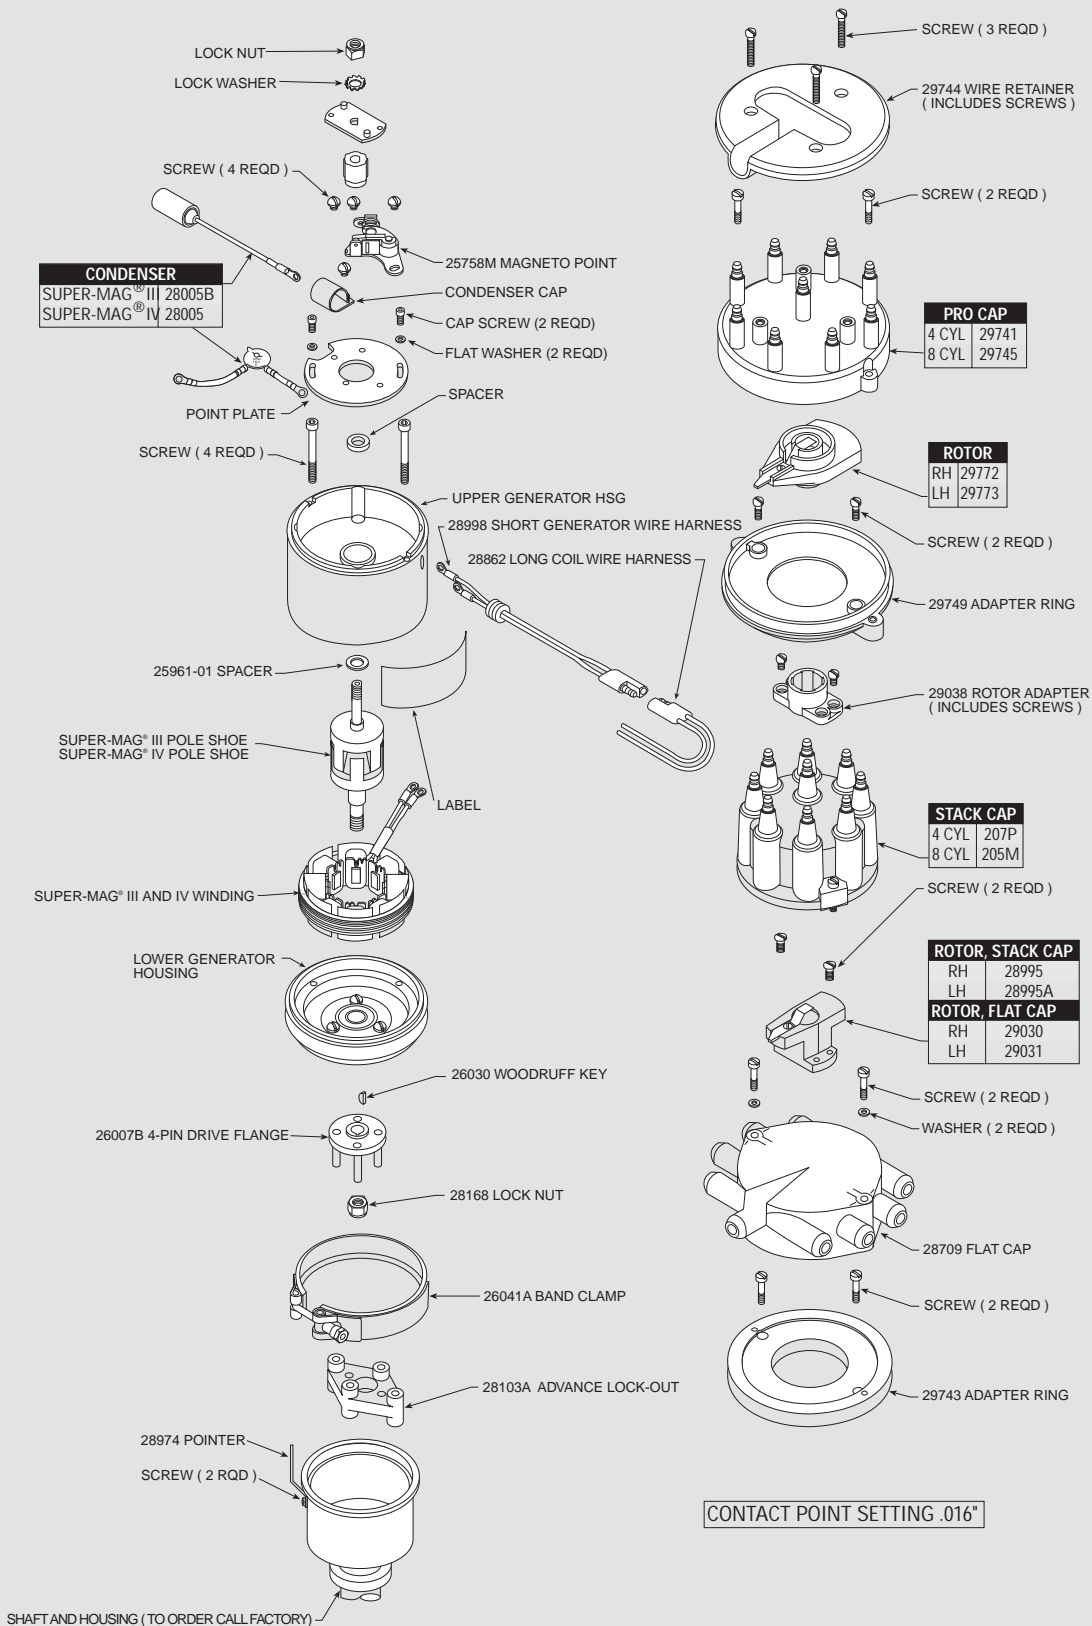 LOCK NUT
LOCK WASHER
SCREW ( 4 REQD )
25758M MAGNETO POINT
CONDENSER
SUPER-MAG® III 28005B
SUPER-MAG® IV 28005
CONDENSER CAP
CAP SCREW (2 REQD)
FLAT WASHER (2 REQD)
POINT PLATE
SPACER
SCREW ( 4 REQD )
UPPER GENERATOR HSG
28998 SHORT GENERATOR WIRE HARNESS
28862 LONG COIL WIRE HARNESS
25961-01 SPACER
SUPER-MAG® III POLE SHOE
SUPER-MAG® IV POLE SHOE
LABEL
SUPER-MAG® III AND IV WINDING
LOWER GENERATOR
HOUSING
26030 WOODRUFF KEY
26007B 4-PIN DRIVE FLANGE
28168 LOCK NUT
26041A BAND CLAMP
28103A ADVANCE LOCK-OUT
28974 POINTER
SCREW ( 2 RQD )
SHAFT AND HOUSING ( TO ORDER CALL FACTORY)
SCREW ( 3 REQD )
29744 WIRE RETAINER
( INCLUDES SCREWS )
SCREW ( 2 REQD )
PRO CAP
4 CYL 29741
8 CYL 29745
ROTOR
RH 29772
LH 29773
SCREW ( 2 REQD )
29749 ADAPTER RING
29038 ROTOR ADAPTER
( INCLUDES SCREWS )
STACK CAP
4 CYL 207P
8 CYL 205M
SCREW ( 2 REQD )
ROTOR, STACK CAP
RH 28995
LH 28995A
ROTOR, FLAT CAP
RH 29030
LH 29031
SCREW ( 2 REQD )
WASHER ( 2 REQD )
28709 FLAT CAP
SCREW ( 2 REQD )
29743 ADAPTER RING
CONTACT POINT SETTING .016"